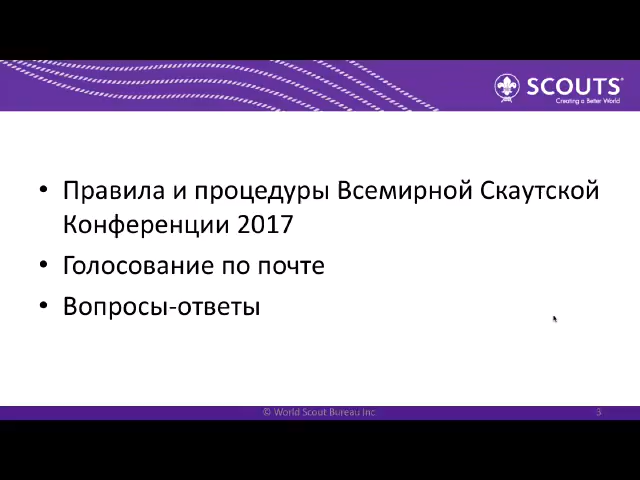 SCOUTS®
Creating a Better World
• Правила и процедуры Всемирной Скаутской
Конференции 2017
• Голосование по почте
• Вопросы-ответы
© World Scout Bureau Inc.
3